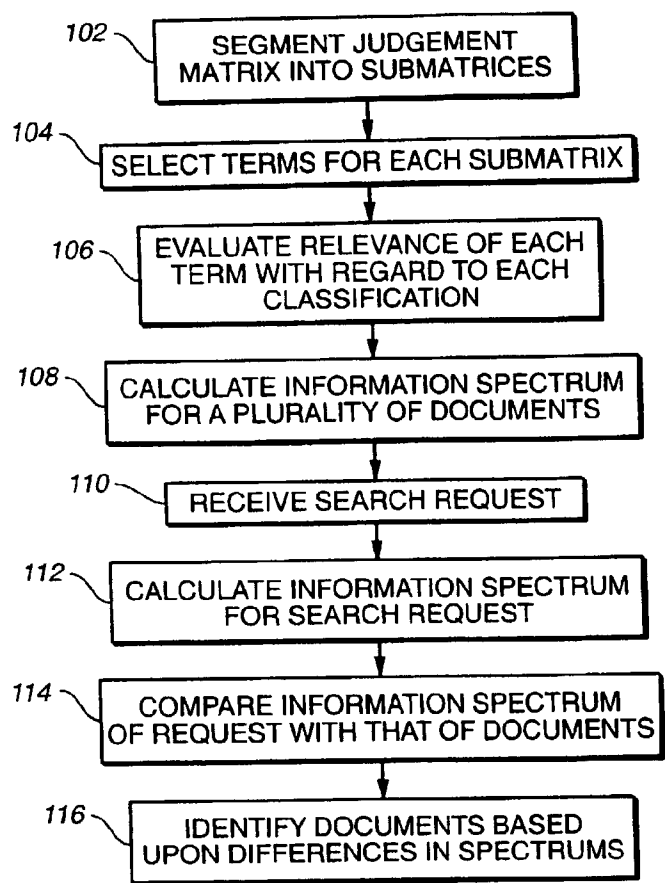 102
SEGMENT JUDGEMENT
MATRIX INTO SUBMATRICES
104
SELECT TERMS FOR EACH SUBMATRIX
106
EVALUATE RELEVANCE OF EACH
TERM WITH REGARD TO EACH
CLASSIFICATION
108
CALCULATE INFORMATION SPECTRUM
FOR A PLURALITY OF DOCUMENTS
110
RECEIVE SEARCH REQUEST
112
CALCULATE INFORMATION SPECTRUM
FOR SEARCH REQUEST
114
COMPARE INFORMATION SPECTRUM
OF REQUEST WITH THAT OF DOCUMENTS
116
IDENTIFY DOCUMENTS BASED
UPON DIFFERENCES IN SPECTRUMS